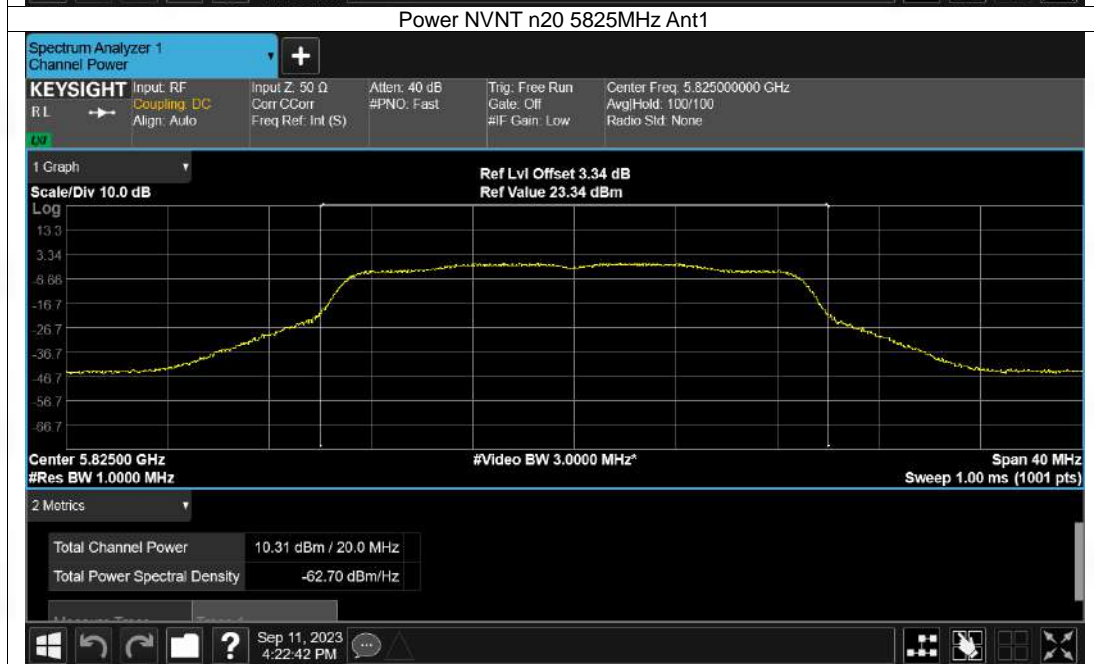 Power NVNT n20 5825MHz Ant1
Spectrum Analyzer 1
Channel Power
+
KEYSIGHT Input: RF Input Z: 50 Ω Atten: 40 dB Trig: Free Run Center Freq: 5.825000000 GHz
RL Coupling: DC Corr CCorr #PNO: Fast Gate: Off Avg|Hold: 100/100
Align: Auto Freq Ref: Int (S) #IF Gain: Low Radio Std: None
LXI
1 Graph
Ref Lvl Offset 3.34 dB
Scale/Div 10.0 dB Ref Value 23.34 dBm
Log
13.3
3.34
-6.66
-16.7
-26.7
-36.7
-46.7
-56.7
-66.7
Center 5.82500 GHz #Video BW 3.0000 MHz* Span 40 MHz
#Res BW 1.0000 MHz Sweep 1.00 ms (1001 pts)
2 Metrics
Total Channel Power 10.31 dBm / 20.0 MHz
Total Power Spectral Density -62.70 dBm/Hz
? Sep 11, 2023
4:22:42 PM